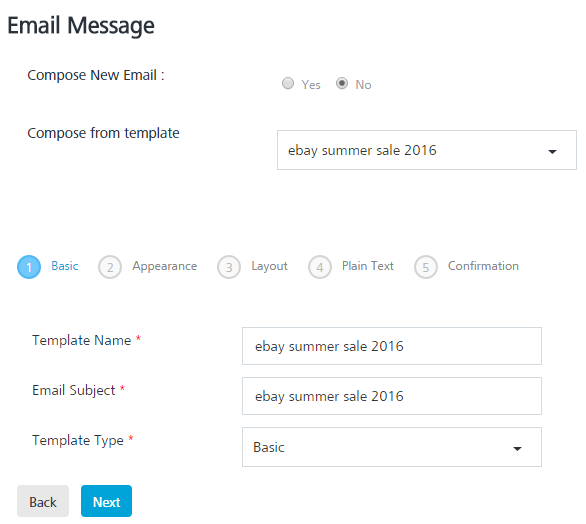 Email Message
Compose New Email :
Yes No
Compose from template
ebay summer sale 2016
1 Basic 2 Appearance 3 Layout 4 Plain Text 5 Confirmation
Template Name * ebay summer sale 2016
Email Subject * ebay summer sale 2016
Template Type * Basic
Back Next